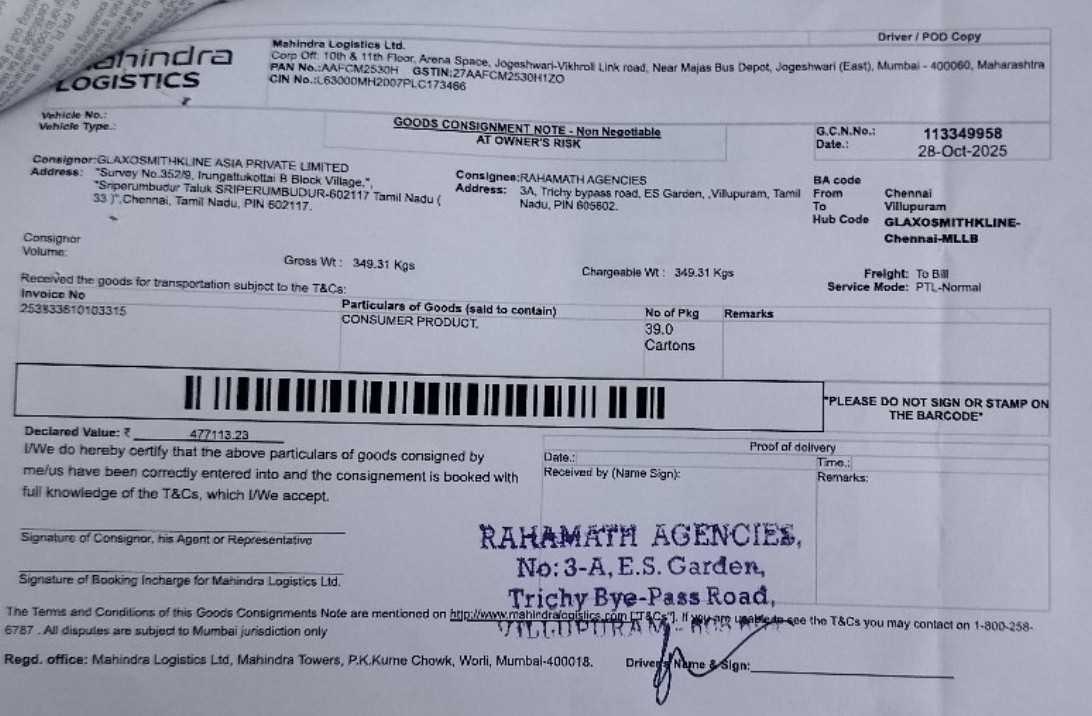 Driver / POD Copy
mahindra
LOGISTICS
Mahindra Logistics Ltd.
Corp Off: 10th & 11th Floor, Arena Space, Jogeshwari-Vikhroli Link road, Near Majas Bus Depot, Jogeshwari (East), Mumbai - 400060, Maharashtra
PAN No.:AAFCM2530H GSTIN:27AAFCM2530H1ZO
CIN No.:L63000MH2007PLC173466
Vehicle No.:
Vehicle Type.:
GOODS CONSIGNMENT NOTE - Non Negotiable
AT OWNER'S RISK
G.C.N.No.: 113349958
Date.: 28-Oct-2025
Consignor:GLAXOSMITHKLINE ASIA PRIVATE LIMITED
Address: "Survey No.352/9, Irungattukottai B Block Village,",
"Sriperumbudur Taluk SRIPERUMBUDUR-602117 Tamil Nadu (
33 )",Chennai, Tamil Nadu, PIN 602117.
Consignee:RAHAMATH AGENCIES
Address: 3A, Trichy bypass road, ES Garden, ,Villupuram, Tamil
Nadu, PIN 605602.
BA code
From Chennai
To Villupuram
Hub Code GLAXOSMITHKLINE-
Chennai-MLLB
Consignor
Volume:
Gross Wt : 349.31 Kgs
Chargeable Wt : 349.31 Kgs
Freight: To Bill
Service Mode: PTL-Normal
Received the goods for transportation subject to the T&Cs:
Invoice No
253833610103315
Particulars of Goods (said to contain)
CONSUMER PRODUCT,
No of Pkg
39.0
Cartons
Remarks
"PLEASE DO NOT SIGN OR STAMP ON
THE BARCODE"
Declared Value: ₹ 477113.23
I/We do hereby certify that the above particulars of goods consigned by
me/us have been correctly entered into and the consignement is booked with
full knowledge of the T&Cs, which I/We accept.
Proof of delivery
Date.:
Time.:
Received by (Name Sign):
Remarks:
Signature of Consignor, his Agent or Representative
Signature of Booking Incharge for Mahindra Logistics Ltd.
RAHAMATH AGENCIES,
No: 3-A, E.S. Garden,
Trichy Bye-Pass Road,
VILLUPURAM-
The Terms and Conditions of this Goods Consignments Note are mentioned on http://www.mahindralogistics.com ["T&Cs"]. If you are unable to see the T&Cs you may contact on 1-800-258-
6787 . All disputes are subject to Mumbai jurisdiction only
Regd. office: Mahindra Logistics Ltd, Mahindra Towers, P.K.Kurne Chowk, Worli, Mumbai-400018.
Driver's Name & Sign: